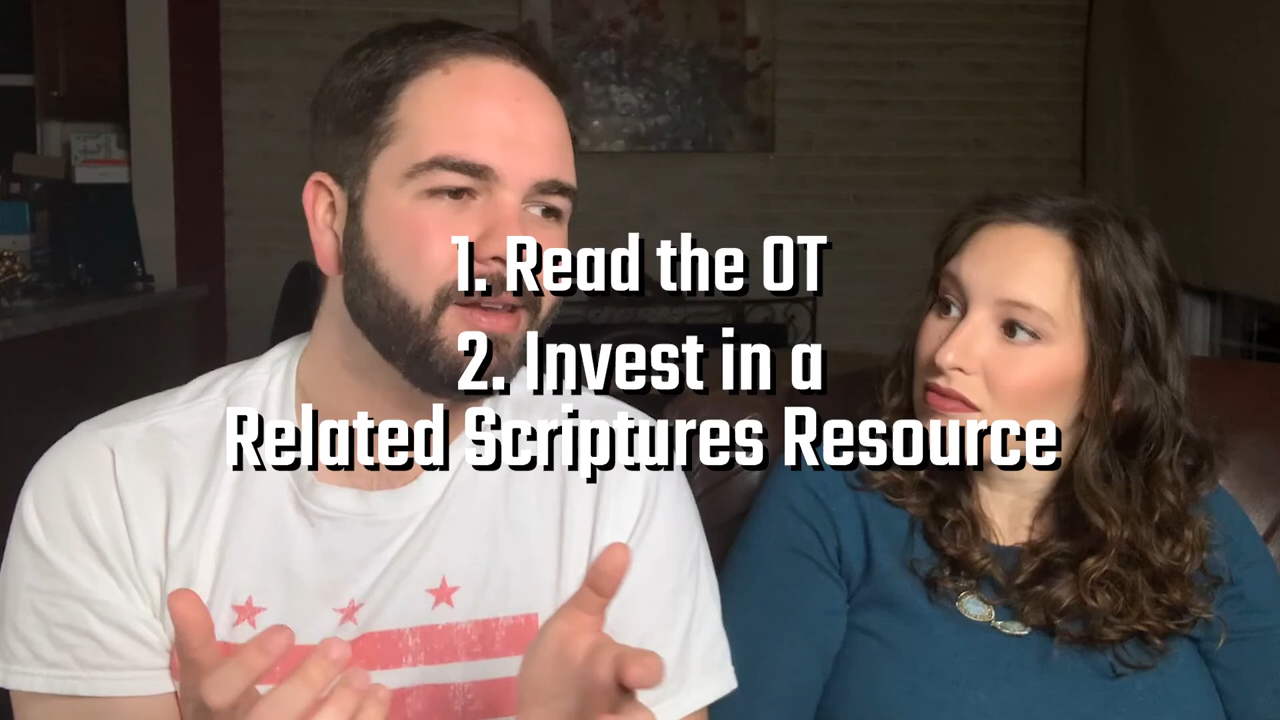 1. Read the OT
2. Invest in a
Related Scriptures Resource